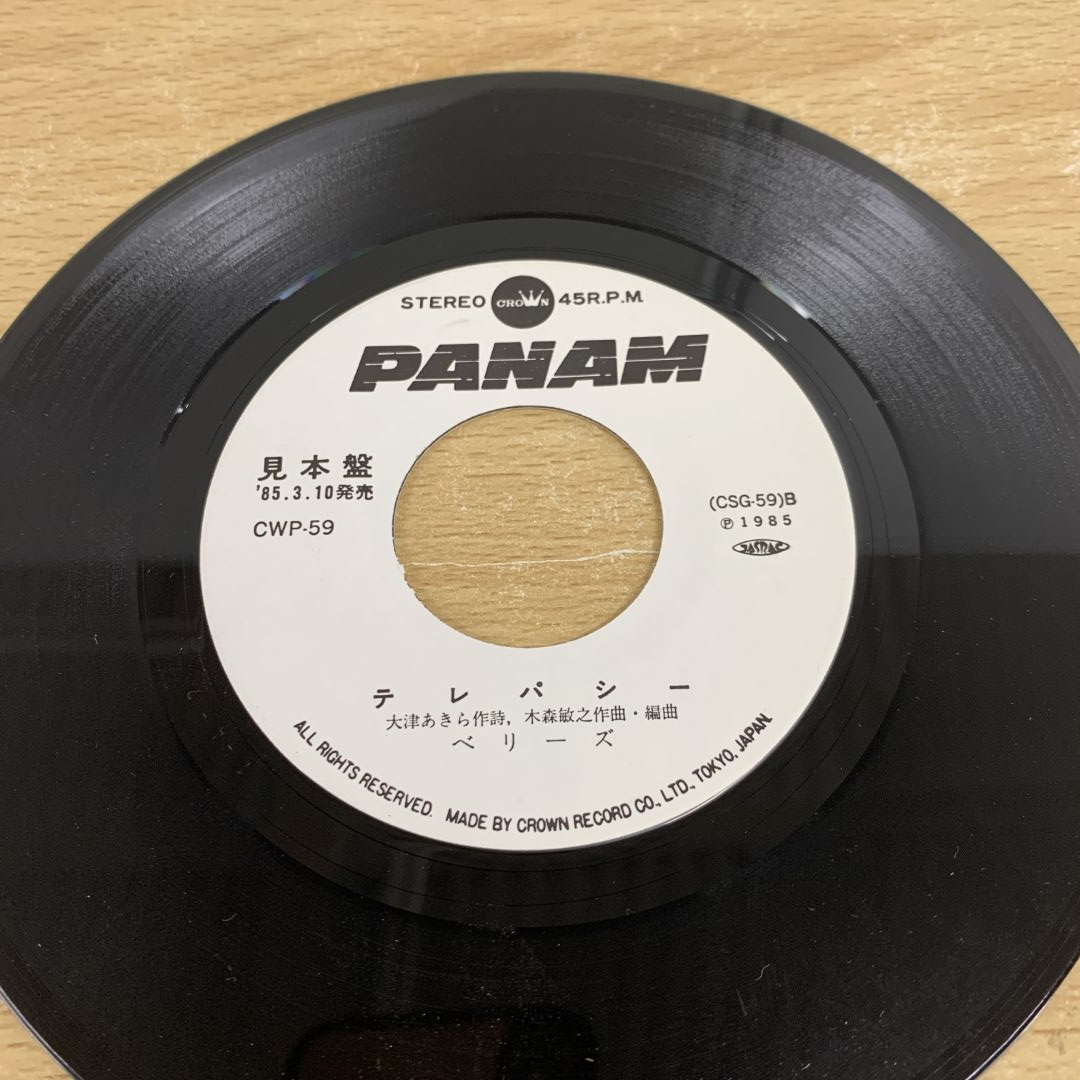 STEREO CROWN 45R.P.M.
PANAM
見本盤
'85.3.10発売
CWP-59
(CSG-59)B
Ⓟ1985
JASRAC
テレパシー
大津あきら作詩, 木森敏之作曲・編曲
ベリーズ
ALL RIGHTS RESERVED. MADE BY CROWN RECORD CO., LTD., TOKYO, JAPAN.